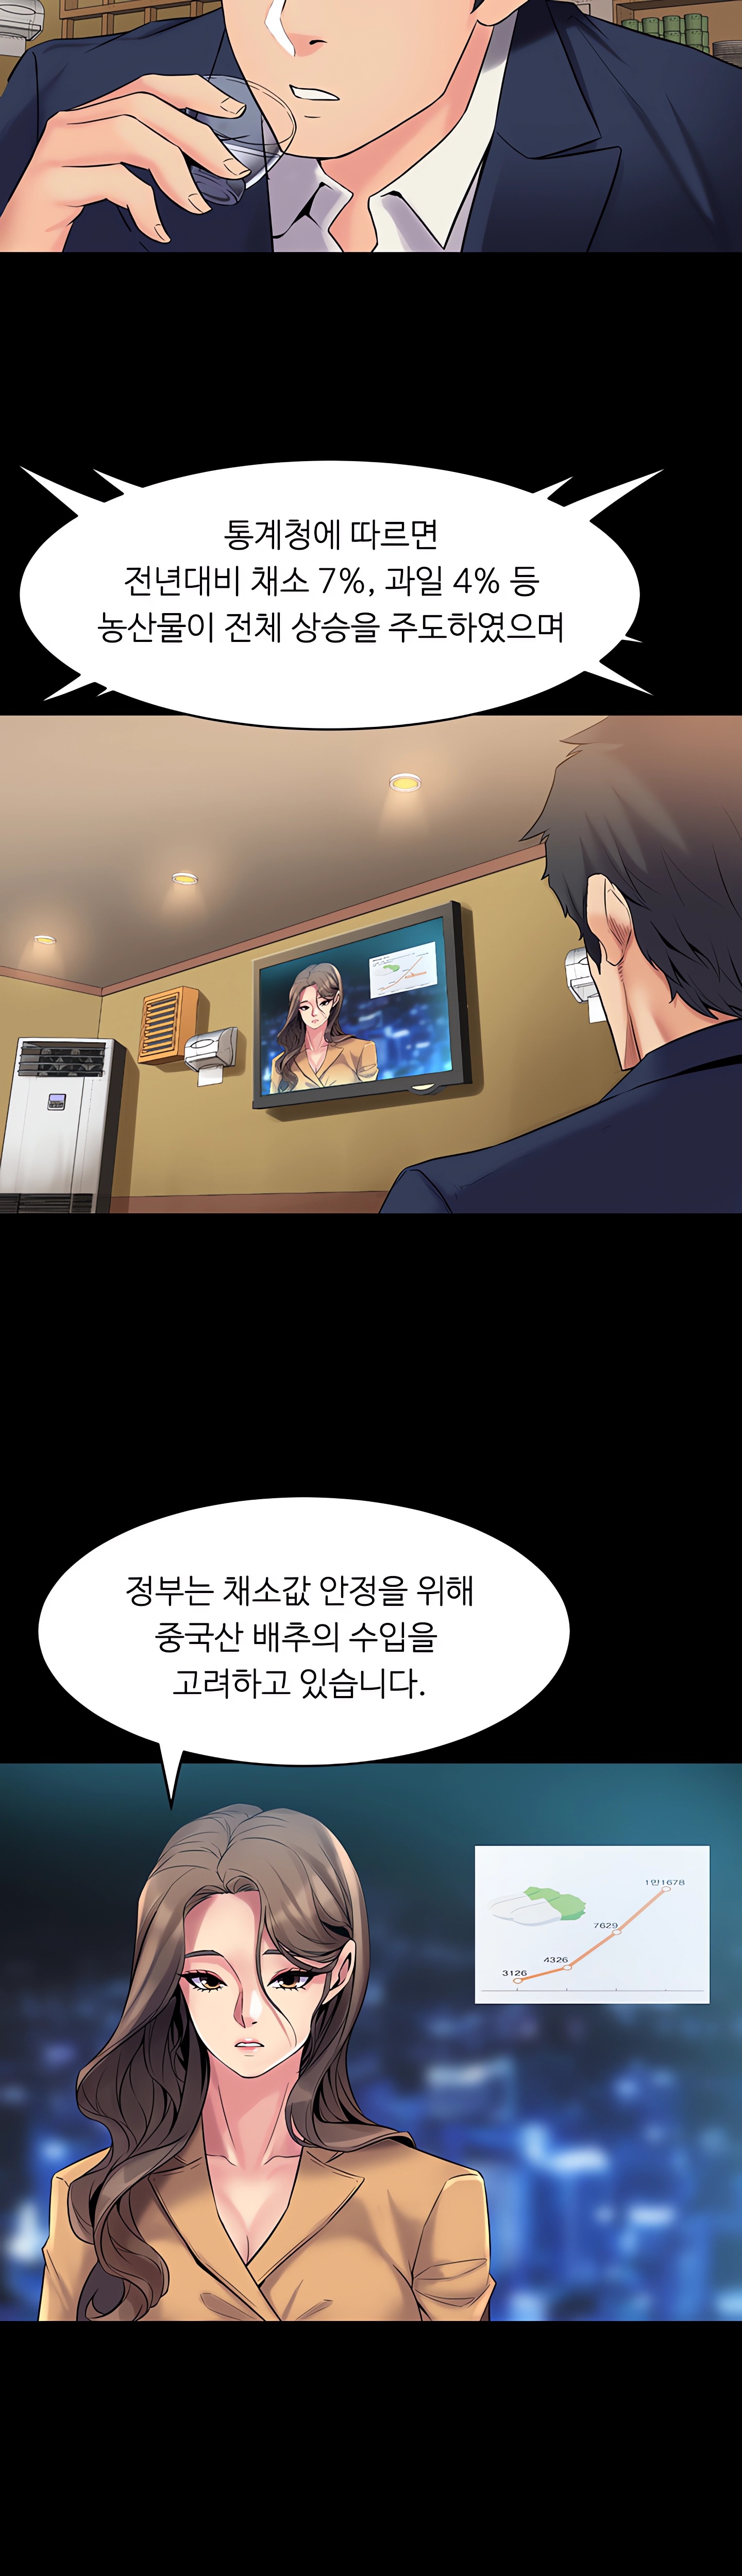 통계청에 따르면
전년대비 채소 7%, 과일 4% 등
농산물이 전체 상승을 주도하였으며
정부는 채소값 안정을 위해
중국산 배추의 수입을
고려하고 있습니다.
1만1678
7629
4326
3126